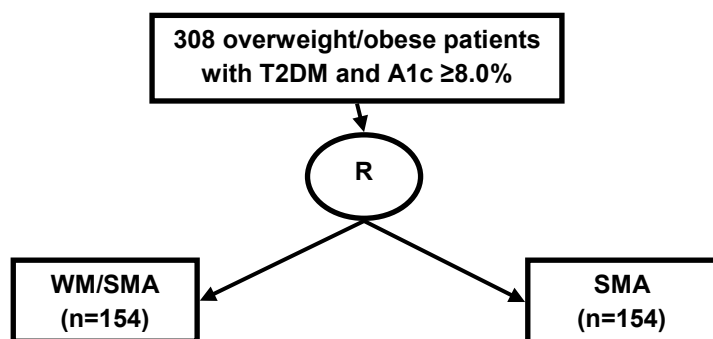 308 overweight/obese patients
with T2DM and A1c ≥8.0%
R
WM/SMA
(n=154)
SMA
(n=154)